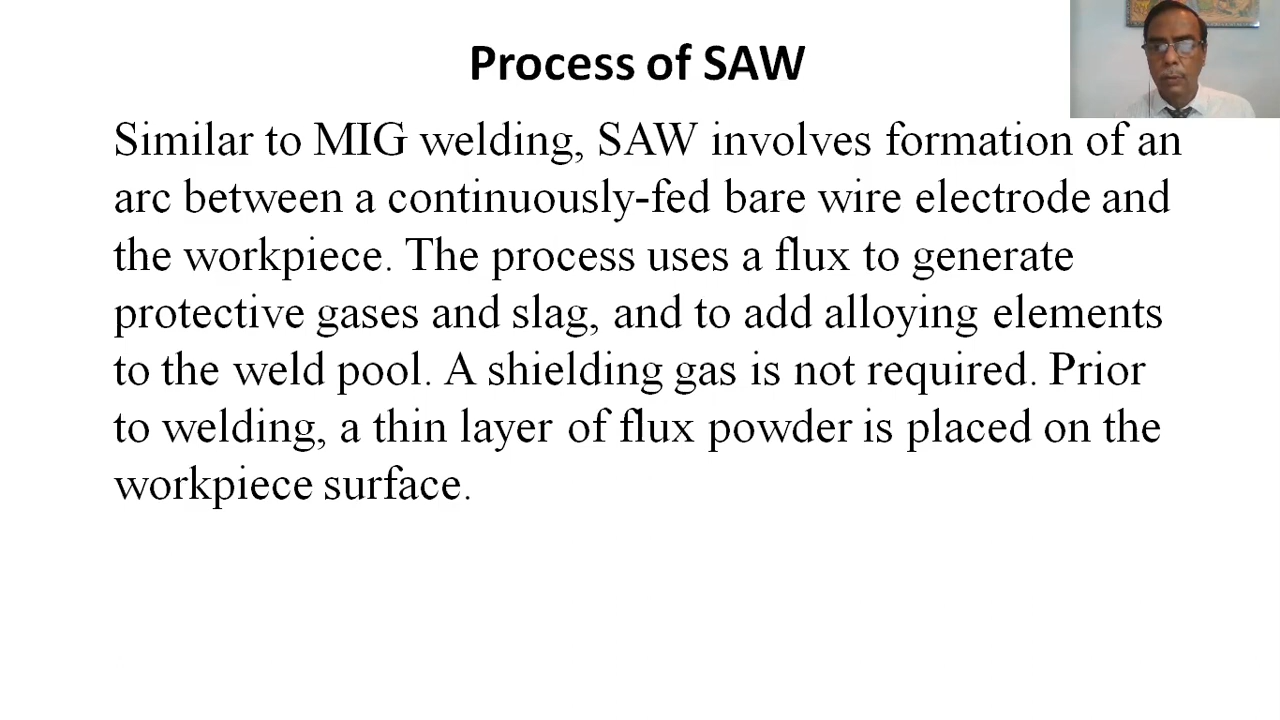 Process of SAW
Similar to MIG welding, SAW involves formation of an
arc between a continuously-fed bare wire electrode and
the workpiece. The process uses a flux to generate
protective gases and slag, and to add alloying elements
to the weld pool. A shielding gas is not required. Prior
to welding, a thin layer of flux powder is placed on the
workpiece surface.